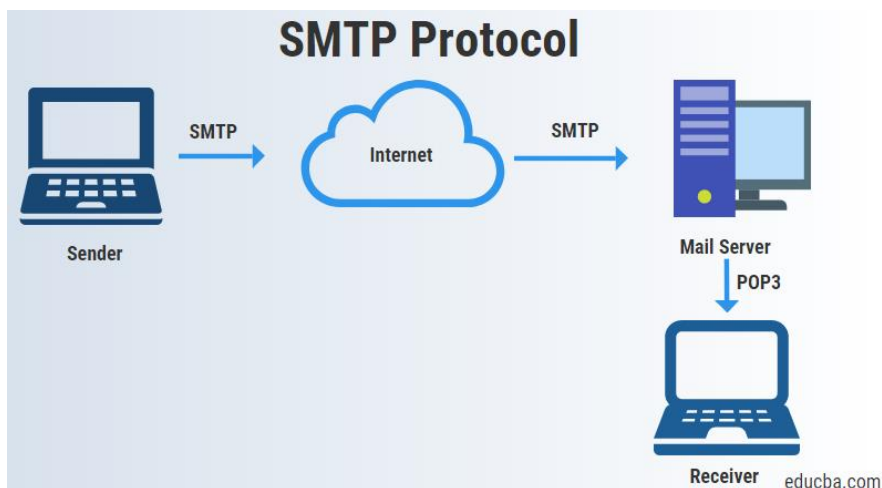 SMTP Protocol
SMTP
Internet
SMTP
Sender
Mail Server
POP3
Receiver
educba.com